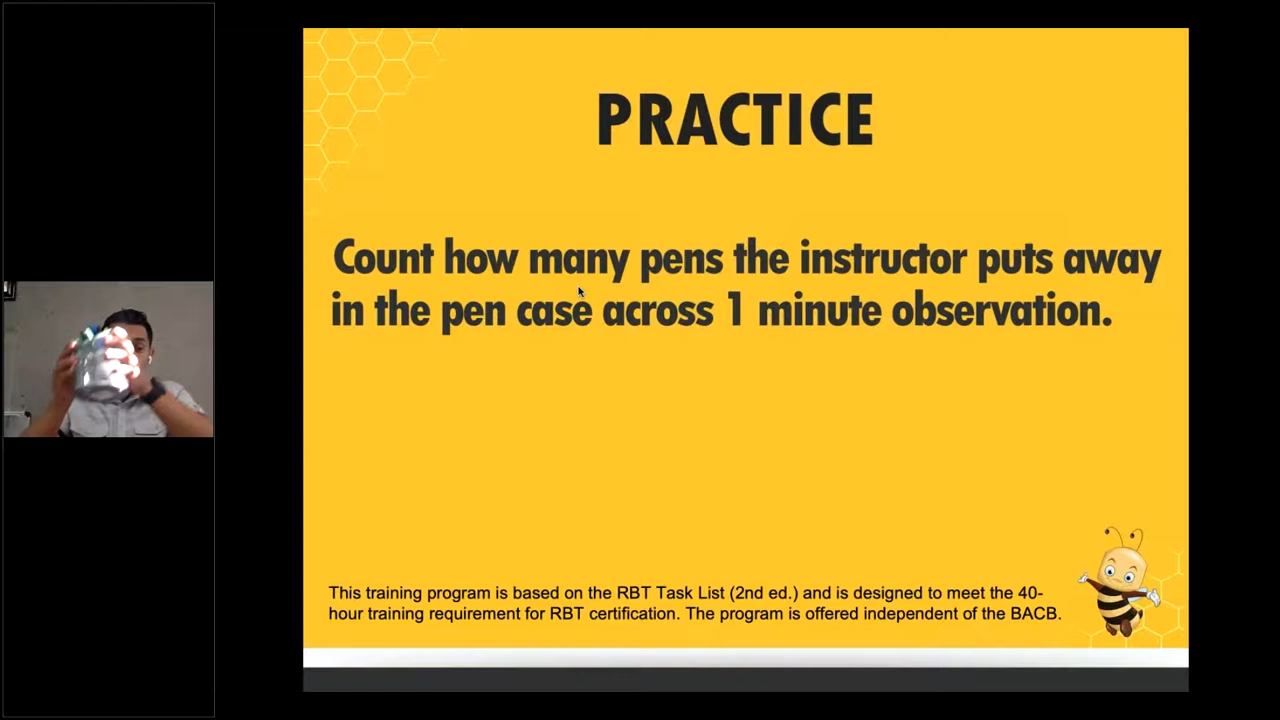 PRACTICE
Count how many pens the instructor puts away
in the pen case across 1 minute observation.
This training program is based on the RBT Task List (2nd ed.) and is designed to meet the 40-
hour training requirement for RBT certification. The program is offered independent of the BACB.